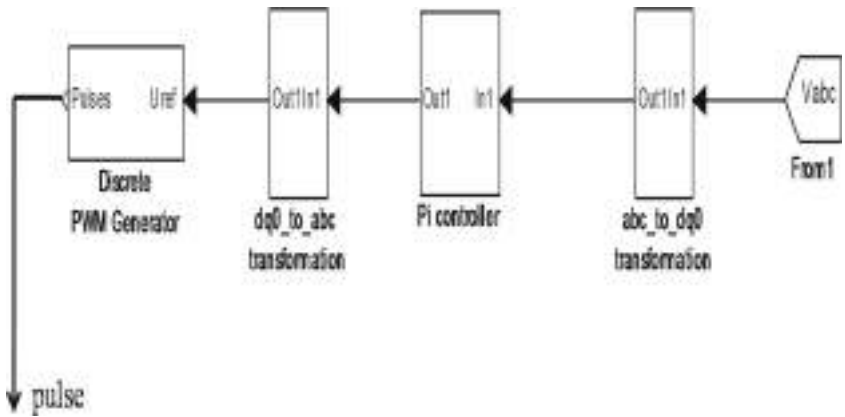 Pulses Uref
Discrete
PWM Generator
Out1 In1
dq0_to_abc
transformation
Out1 In1
Pi controller
Out1 In1
abc_to_dq0
transformation
Vabc
From1
pulse